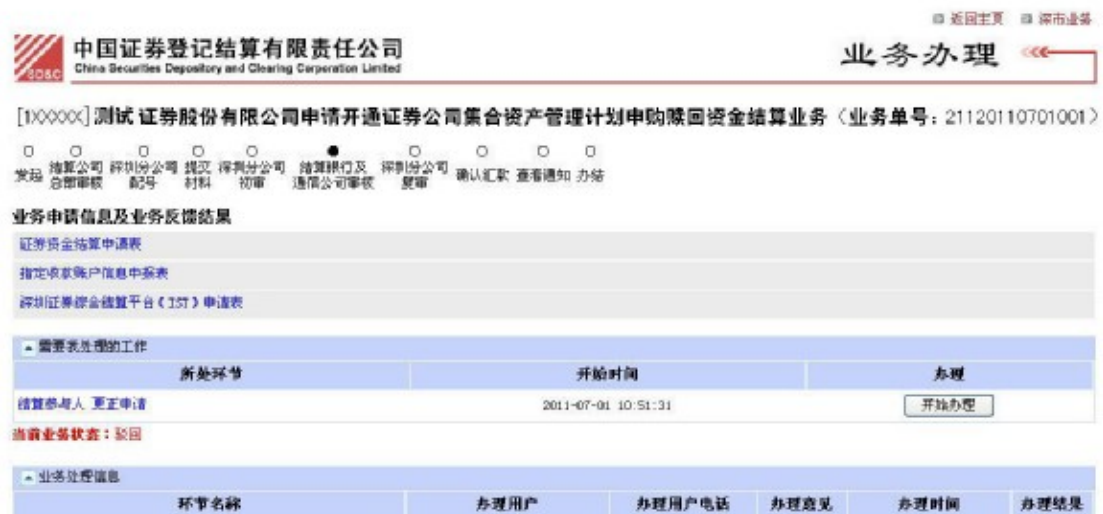 返回主页 深市业务
中国证券登记结算有限责任公司
China Securities Depository and Clearing Corporation Limited
SD&C
业务办理
[1XXXXX]测试证券股份有限公司申请开通证券公司集合资产管理计划申购赎回资金结算业务（业务单号：21120110701001）
发起 结算公司总部审核 深圳分公司配号 提交材料 深圳分公司初审 结算银行及通信公司审核 深圳分公司复审 确认汇款 查看通知 办结
业务申请信息及业务反馈结果
证券资金结算申请表
指定收款账户信息申报表
深圳证券综合结算平台（IST）申请表
需要我处理的工作
所处环节 开始时间 办理
结算参与人 更正申请 2011-07-01 10:51:31 开始办理
当前业务状态：驳回
业务处理信息
环节名称 办理用户 办理用户电话 办理意见 办理时间 办理结果